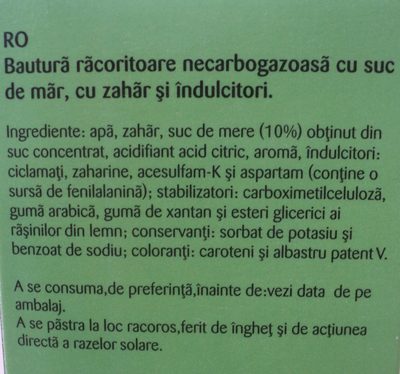 RO
Bautură răcoritoare necarbogazoasă cu suc
de măr, cu zahăr şi îndulcitori.
Ingrediente: apă, zahăr, suc de mere (10%) obţinut din
suc concentrat, acidifiant acid citric, aromă, îndulcitori:
ciclamaţi, zaharine, acesulfam-K şi aspartam (conţine o
sursă de fenilalanină); stabilizatori: carboximetilceluloză,
gumă arabică, gumă de xantan şi esteri glicerici ai
răşinilor din lemn; conservanţi: sorbat de potasiu şi
benzoat de sodiu; coloranţi: caroteni şi albastru patent V.
A se consuma,de preferinţă,înainte de:vezi data de pe
ambalaj.
A se păstra la loc racoros,ferit de îngheţ şi de acţiunea
directă a razelor solare.